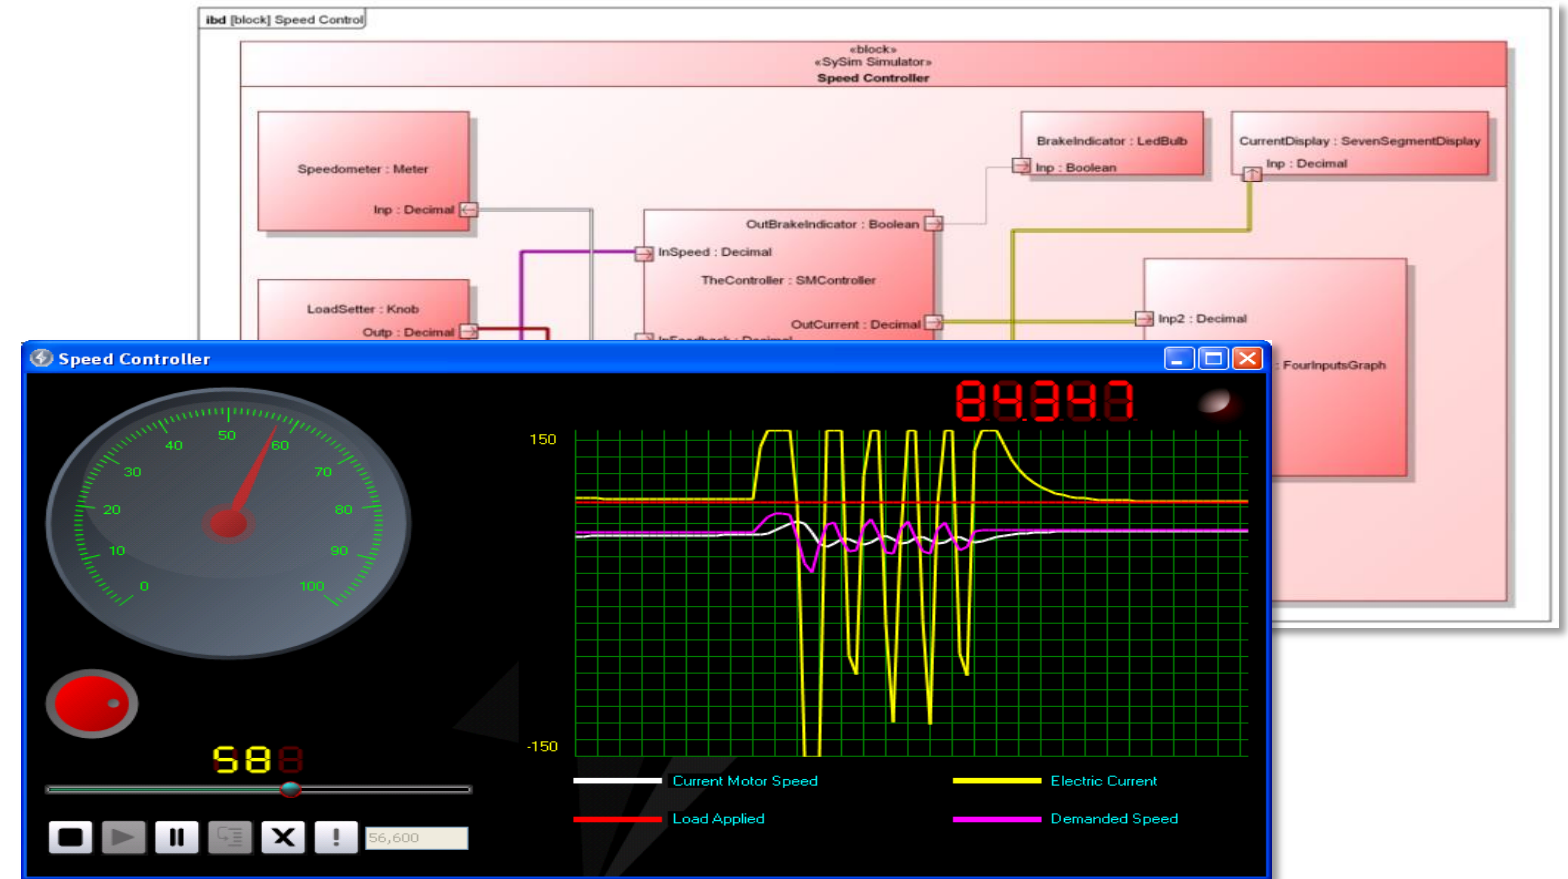 ibd [block] Speed Control
«block»
«SySim Simulator»
Speed Controller
Speedometer : Meter
Inp : Decimal
BrakeIndicator : LedBulb
Inp : Boolean
CurrentDisplay : SevenSegmentDisplay
Inp : Decimal
OutBrakeIndicator : Boolean
InSpeed : Decimal
TheController : SMController
OutCurrent : Decimal
LoadSetter : Knob
Outp : Decimal
Inp2 : Decimal
: FourInputsGraph
Speed Controller
84.347
0
10
20
30
40
50
60
70
80
90
100
58
56,600
150
-150
Current Motor Speed
Electric Current
Load Applied
Demanded Speed